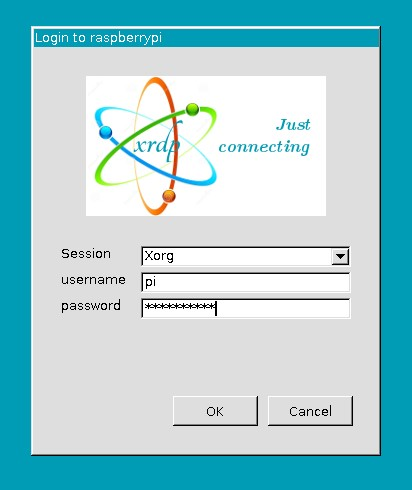 Login to raspberrypi
xrdp
Just
connecting
Session Xorg
username pi
password **********
OK Cancel